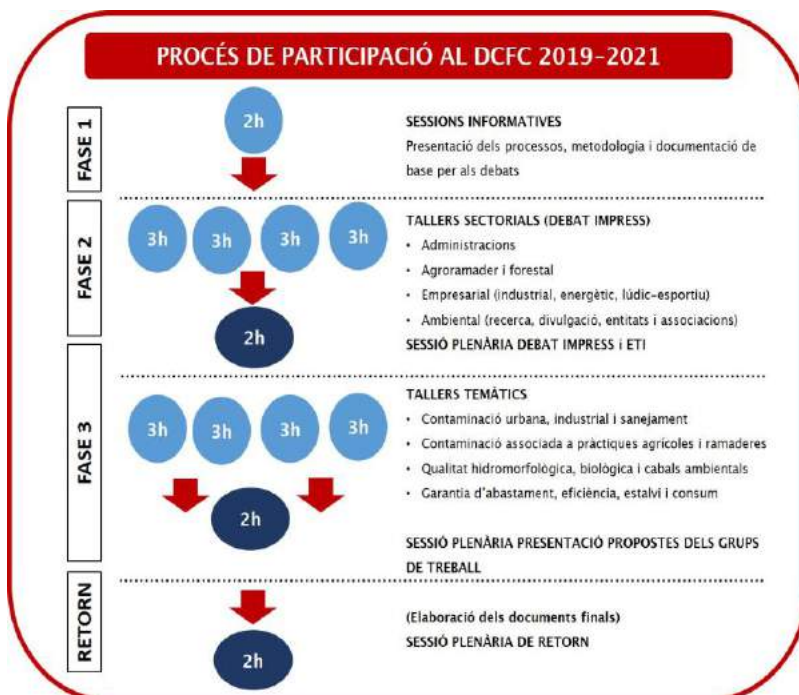 PROCÉS DE PARTICIPACIÓ AL DCFC 2019-2021
FASE 1
2h
SESSIONS INFORMATIVES
Presentació dels processos, metodologia i documentació de
base per als debats
FASE 2
3h 3h 3h 3h
2h
TALLERS SECTORIALS (DEBAT IMPRESS)
• Administracions
• Agroramader i forestal
• Empresarial (industrial, energètic, lúdic-esportiu)
• Ambiental (recerca, divulgació, entitats i associacions)
SESSIÓ PLENÀRIA DEBAT IMPRESS i ETI
FASE 3
3h 3h 3h 3h
2h
TALLERS TEMÀTICS
• Contaminació urbana, industrial i sanejament
• Contaminació associada a pràctiques agrícoles i ramaderes
• Qualitat hidromorfològica, biològica i cabals ambientals
• Garantia d'abastament, eficiència, estalvi i consum
SESSIÓ PLENÀRIA PRESENTACIÓ PROPOSTES DELS GRUPS
DE TREBALL
RETORN
2h
(Elaboració dels documents finals)
SESSIÓ PLENÀRIA DE RETORN